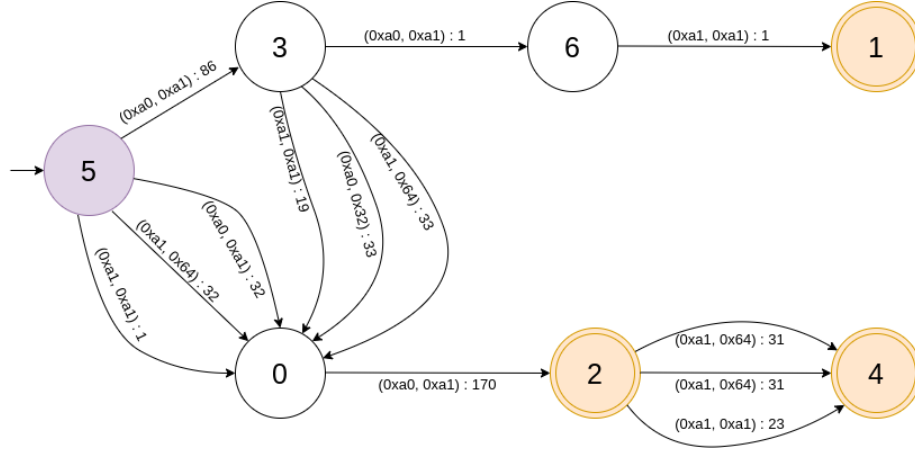 3
(0xa0, 0xa1) : 1
6
(0xa1, 0xa1) : 1
1
(0xa0, 0xa1) : 86
5
(0xa1, 0xa1) : 19
(0xa0, 0x32) : 33
(0xa1, 0x64) : 33
(0xa1, 0xa1) : 1
(0xa1, 0x64) : 32
(0xa0, 0xa1) : 32
0
(0xa0, 0xa1) : 170
2
(0xa1, 0x64) : 31
(0xa1, 0x64) : 31
(0xa1, 0xa1) : 23
4